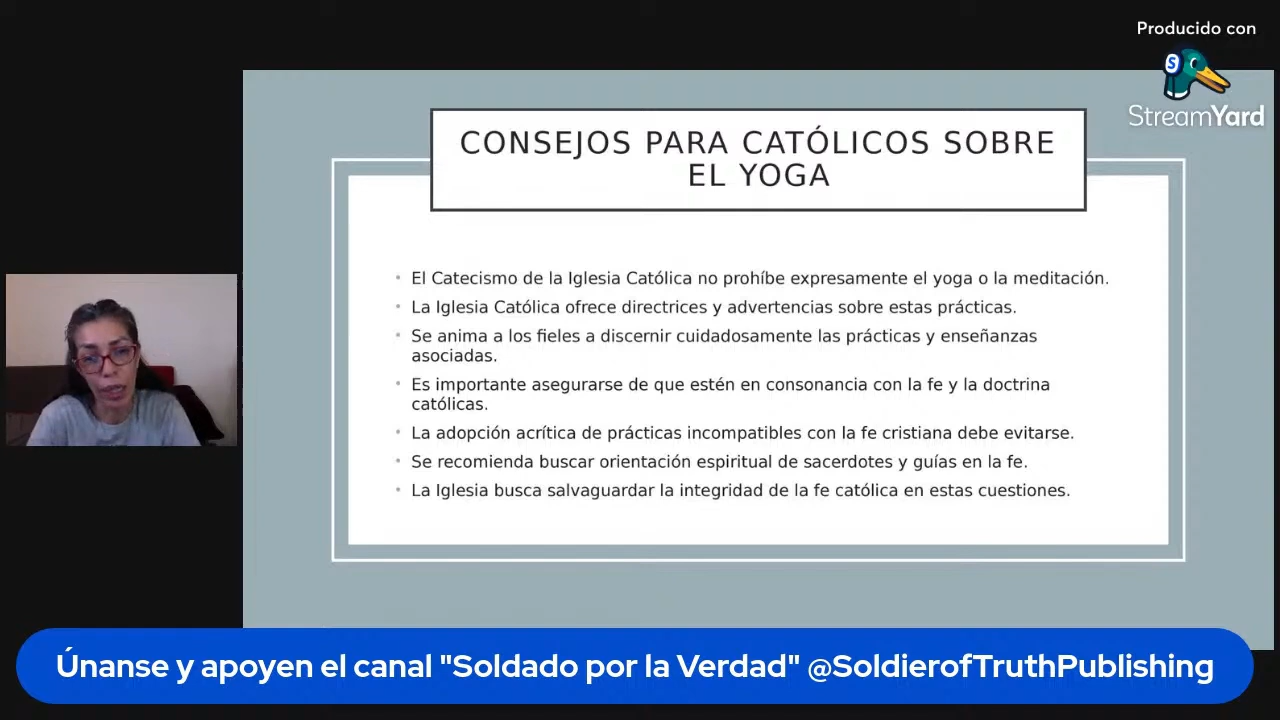 Producido con
StreamYard
CONSEJOS PARA CATÓLICOS SOBRE
EL YOGA
• El Catecismo de la Iglesia Católica no prohíbe expresamente el yoga o la meditación.
• La Iglesia Católica ofrece directrices y advertencias sobre estas prácticas.
• Se anima a los fieles a discernir cuidadosamente las prácticas y enseñanzas
asociadas.
• Es importante asegurarse de que estén en consonancia con la fe y la doctrina
católicas.
• La adopción acrítica de prácticas incompatibles con la fe cristiana debe evitarse.
• Se recomienda buscar orientación espiritual de sacerdotes y guías en la fe.
• La Iglesia busca salvaguardar la integridad de la fe católica en estas cuestiones.
Únanse y apoyen el canal "Soldado por la Verdad" @SoldierofTruthPublishing